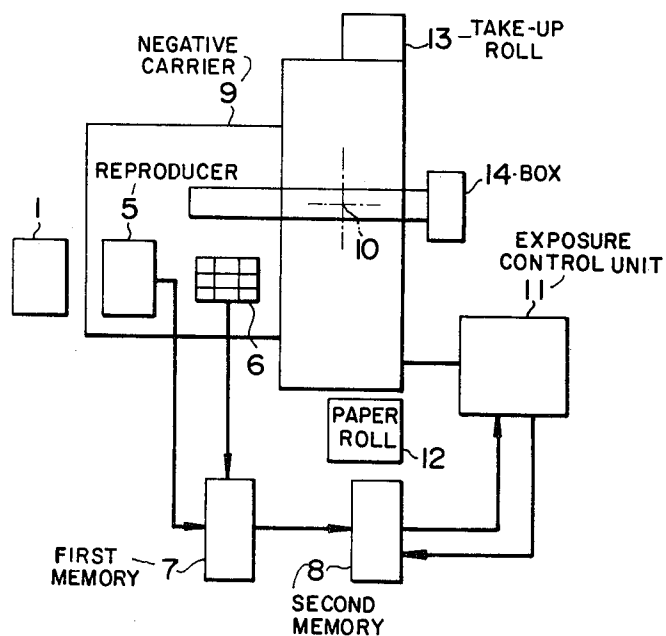 13 TAKE-UP
ROLL
NEGATIVE
CARRIER
9
REPRODUCER
1
5
14 · BOX
10
EXPOSURE
CONTROL UNIT
11
6
PAPER
ROLL
12
FIRST
MEMORY
7
8
SECOND
MEMORY